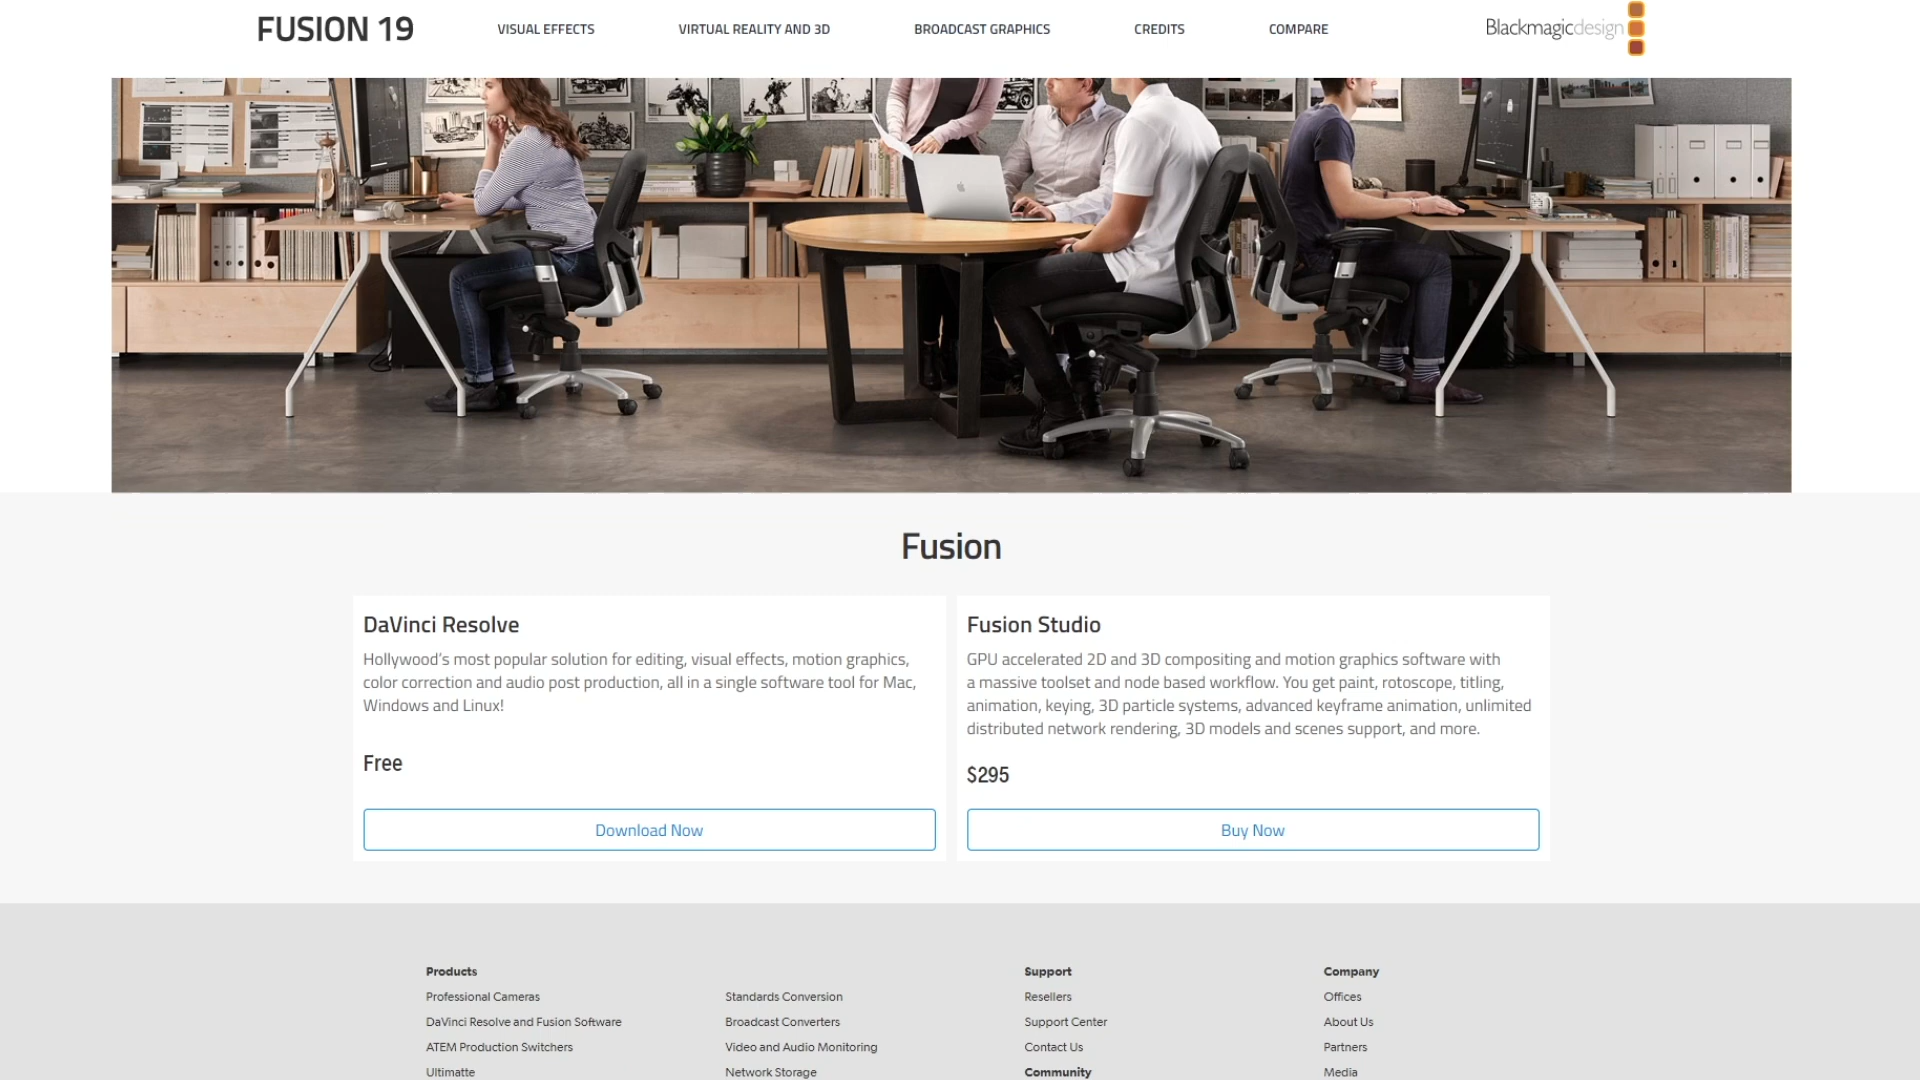 FUSION 19
VISUAL EFFECTS
VIRTUAL REALITY AND 3D
BROADCAST GRAPHICS
CREDITS
COMPARE
Blackmagicdesign
Fusion
DaVinci Resolve
Hollywood’s most popular solution for editing, visual effects, motion graphics,
color correction and audio post production, all in a single software tool for Mac,
Windows and Linux!
Free
Download Now
Fusion Studio
GPU accelerated 2D and 3D compositing and motion graphics software with
a massive toolset and node based workflow. You get paint, rotoscope, titling,
animation, keying, 3D particle systems, advanced keyframe animation, unlimited
distributed network rendering, 3D models and scenes support, and more.
$295
Buy Now
Products
Professional Cameras
DaVinci Resolve and Fusion Software
ATEM Production Switchers
Ultimatte
Standards Conversion
Broadcast Converters
Video and Audio Monitoring
Network Storage
Support
Resellers
Support Center
Contact Us
Community
Company
Offices
About Us
Partners
Media